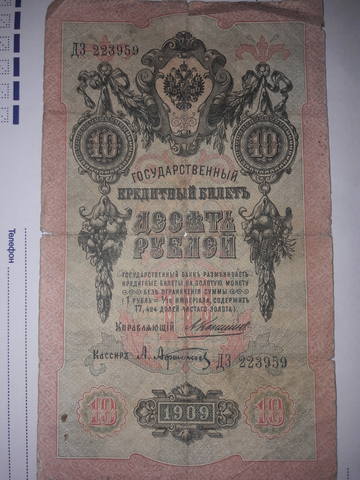 ДЗ 223959
10 10
ГОСУДАРСТВЕННЫЙ
КРЕДИТНЫЙ БИЛЕТЪ
ДЕСЯТЬ
РУБЛЕЙ
ГОСУДАРСТВЕННЫЙ БАНКЪ РАЗМѢНИВАЕТЪ
КРЕДИТНЫЕ БИЛЕТЫ НА ЗОЛОТУЮ МОНЕТУ
БЕЗЪ ОГРАНИЧЕНІЯ СУММЫ
(1 РУБЛЬ = 1/15 ИМПЕРІАЛА, СОДЕРЖИТЪ
17,424 ДОЛЕЙ ЧИСТАГО ЗОЛОТА).
УПРАВЛЯЮЩІЙ
КАССИРЪ
ДЗ 223959
10 1909 10
Телефон